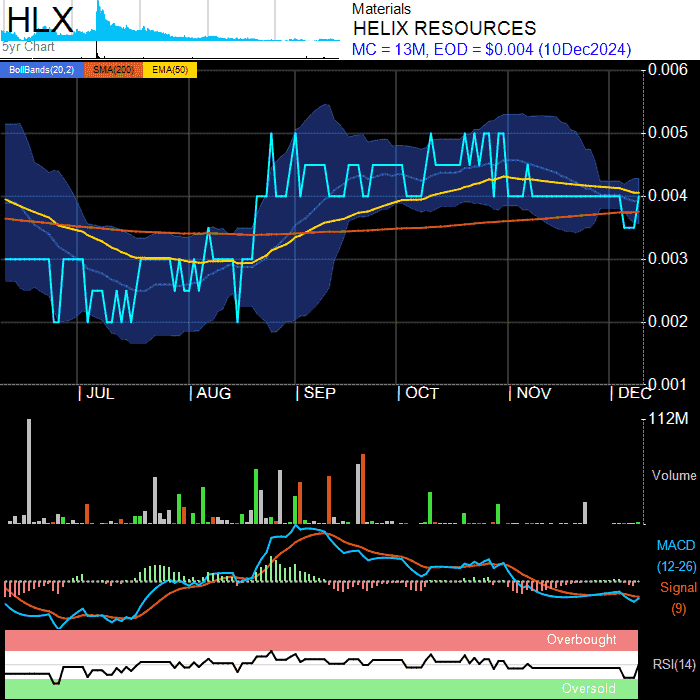 HLX
5yr Chart
Materials
HELIX RESOURCES
MC = 13M, EOD = $0.004 (10Dec2024)
BollBands(20,2) SMA(200) EMA(50)
0.006
0.005
0.004
0.003
0.002
0.001
| JUL | AUG | SEP | OCT | NOV | DEC
112M
Volume
MACD
(12-26)
Signal
(9)
Overbought
RSI(14)
Oversold